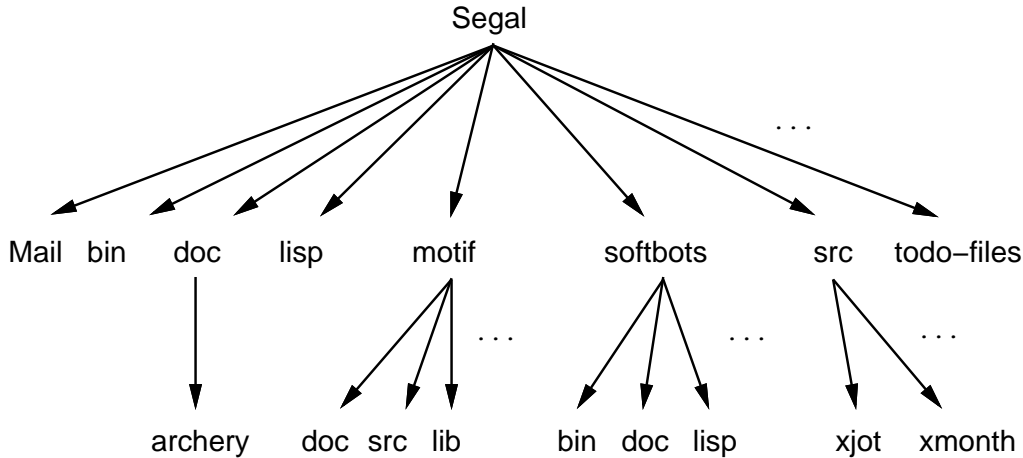 Segal
. . .
Mail bin doc lisp motif softbots src todo−files
. . . . . . . . .
archery doc src lib bin doc lisp xjot xmonth